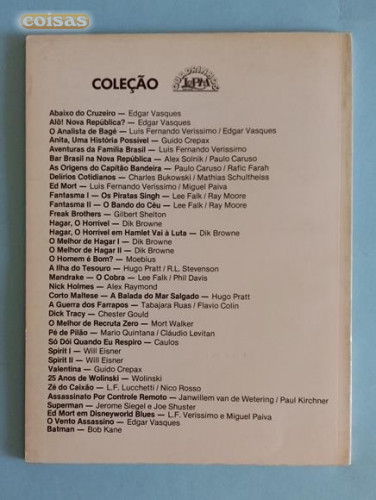 coisas
COLEÇÃO
QUADRINHOS
L&PM
Abaixo do Cruzeiro — Edgar Vasques
Alô! Nova República? — Edgar Vasques
O Analista de Bagé — Luis Fernando Verissimo / Edgar Vasques
Anita, Uma História Possível — Guido Crepax
Aventuras da Família Brasil — Luis Fernando Verissimo
Bar Brasil na Nova República — Alex Solnik / Paulo Caruso
As Origens do Capitão Bandeira — Paulo Caruso / Rafic Farah
Delírios Cotidianos — Charles Bukowski / Mathias Schultheiss
Ed Mort — Luis Fernando Verissimo / Miguel Paiva
Fantasma I — Os Piratas Singh — Lee Falk / Ray Moore
Fantasma II — O Bando do Céu — Lee Falk / Ray Moore
Freak Brothers — Gilbert Shelton
Hagar, O Horrível — Dik Browne
Hagar, O Horrível em Hamlet Vai à Luta — Dik Browne
O Melhor de Hagar I — Dik Browne
O Melhor de Hagar II — Dik Browne
O Homem é Bom? — Moebius
A Ilha do Tesouro — Hugo Pratt / R.L. Stevenson
Mandrake — O Cobra — Lee Falk / Phil Davis
Nick Holmes — Alex Raymond
Corto Maltese — A Balada do Mar Salgado — Hugo Pratt
A Guerra dos Farrapos — Tabajara Ruas / Flavio Colin
Dick Tracy — Chester Gould
O Melhor de Recruta Zero — Mort Walker
Pé de Pilão — Mario Quintana / Cláudio Levitan
Só Dói Quando Eu Respiro — Caulos
Spirit I — Will Eisner
Spirit II — Will Eisner
Valentina — Guido Crepax
25 Anos de Wolinski — Wolinski
Zé do Caixão — L.F. Lucchetti / Nico Rosso
Assassinato Por Controle Remoto — Janwillem van de Wetering / Paul Kirchner
Superman — Jerome Siegel e Joe Shuster
Ed Mort em Disneyworld Blues — L.F. Veríssimo e Miguel Paiva
O Vento Assassino — Edgar Vasques
Batman — Bob Kane